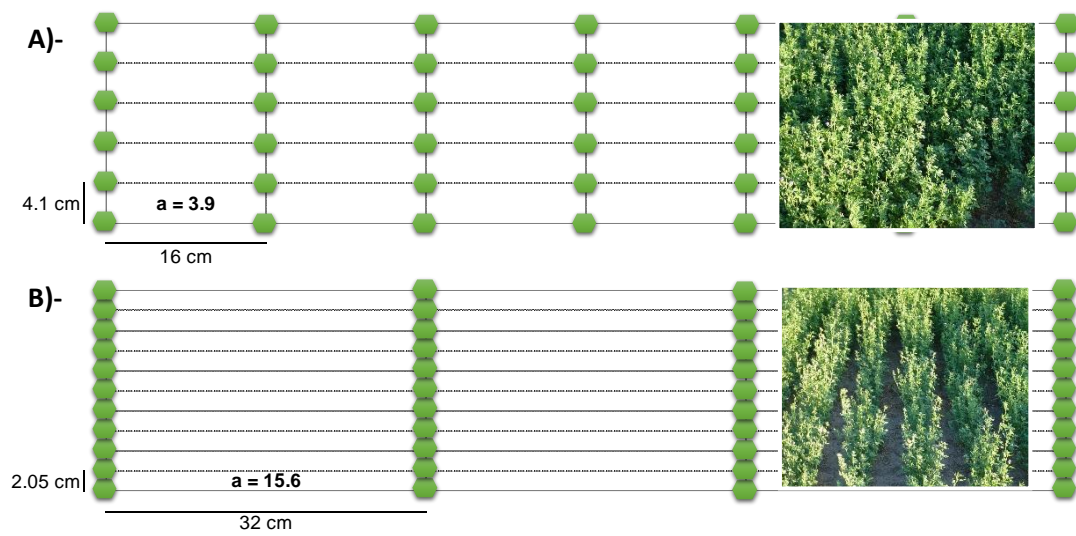 A)-
4.1 cm
a = 3.9
16 cm
B)-
2.05 cm
a = 15.6
32 cm